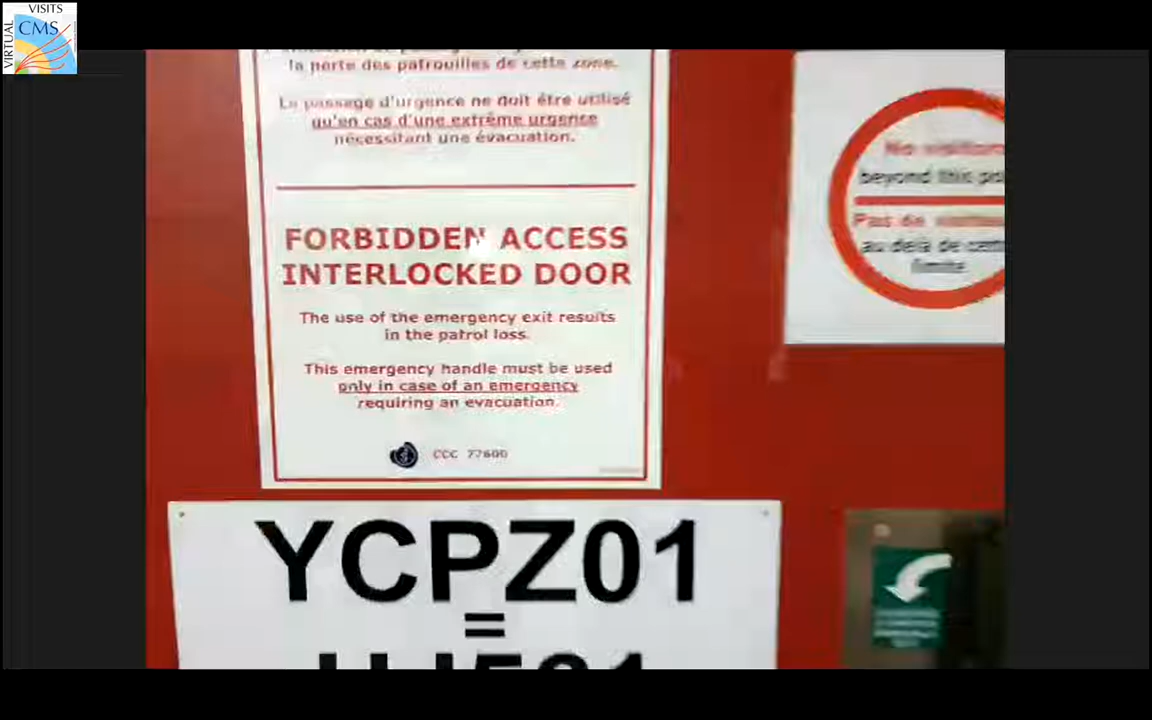 VISITS
VIRTUAL
CMS
la perte des patrouilles de cette zone.
Le passage d'urgence ne doit être utilisé
qu'en cas d'une extrême urgence
nécessitant une évacuation.
FORBIDDEN ACCESS
INTERLOCKED DOOR
The use of the emergency exit results
in the patrol loss.
This emergency handle must be used
only in case of an emergency
requiring an evacuation.
CCC 77600
No visitors
beyond this
Pas de
au delà de cette
limite
YCPZ01
=